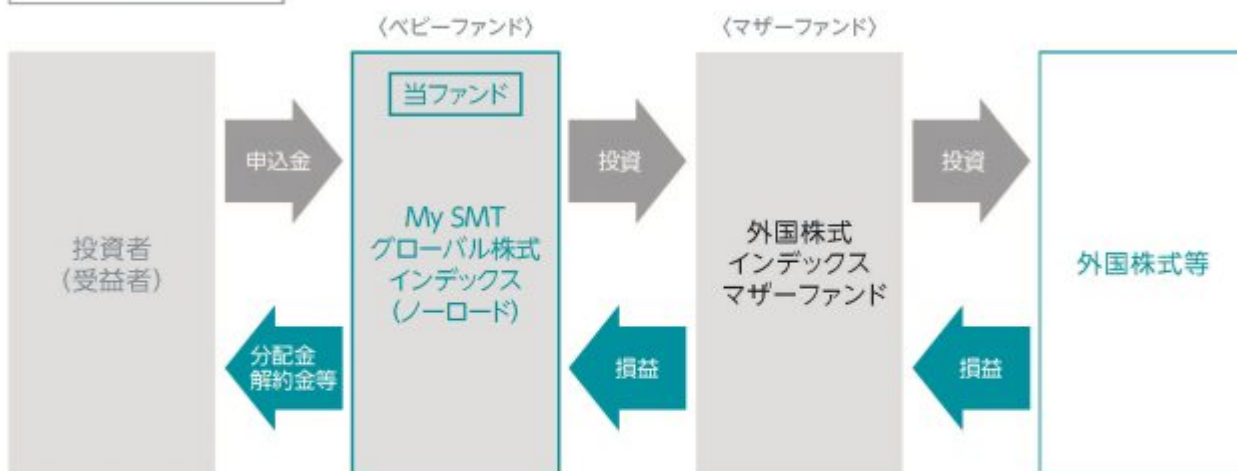 〈ベビーファンド〉
〈マザーファンド〉
当ファンド
申込金
投資
投資
投資者
(受益者)
My SMT
グローバル株式
インデックス
(ノーロード)
外国株式
インデックス
マザーファンド
外国株式等
分配金
解約金等
損益
損益